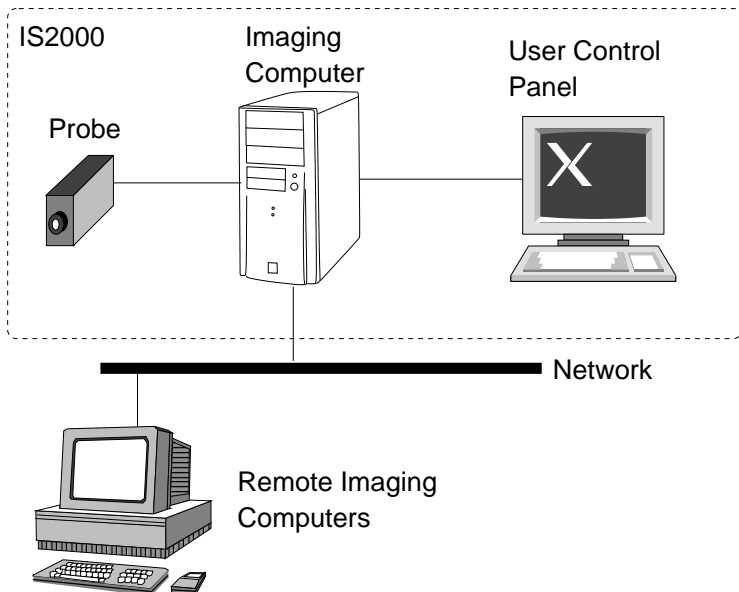 IS2000
Imaging
Computer
User Control
Panel
Probe
X
Network
Remote Imaging
Computers